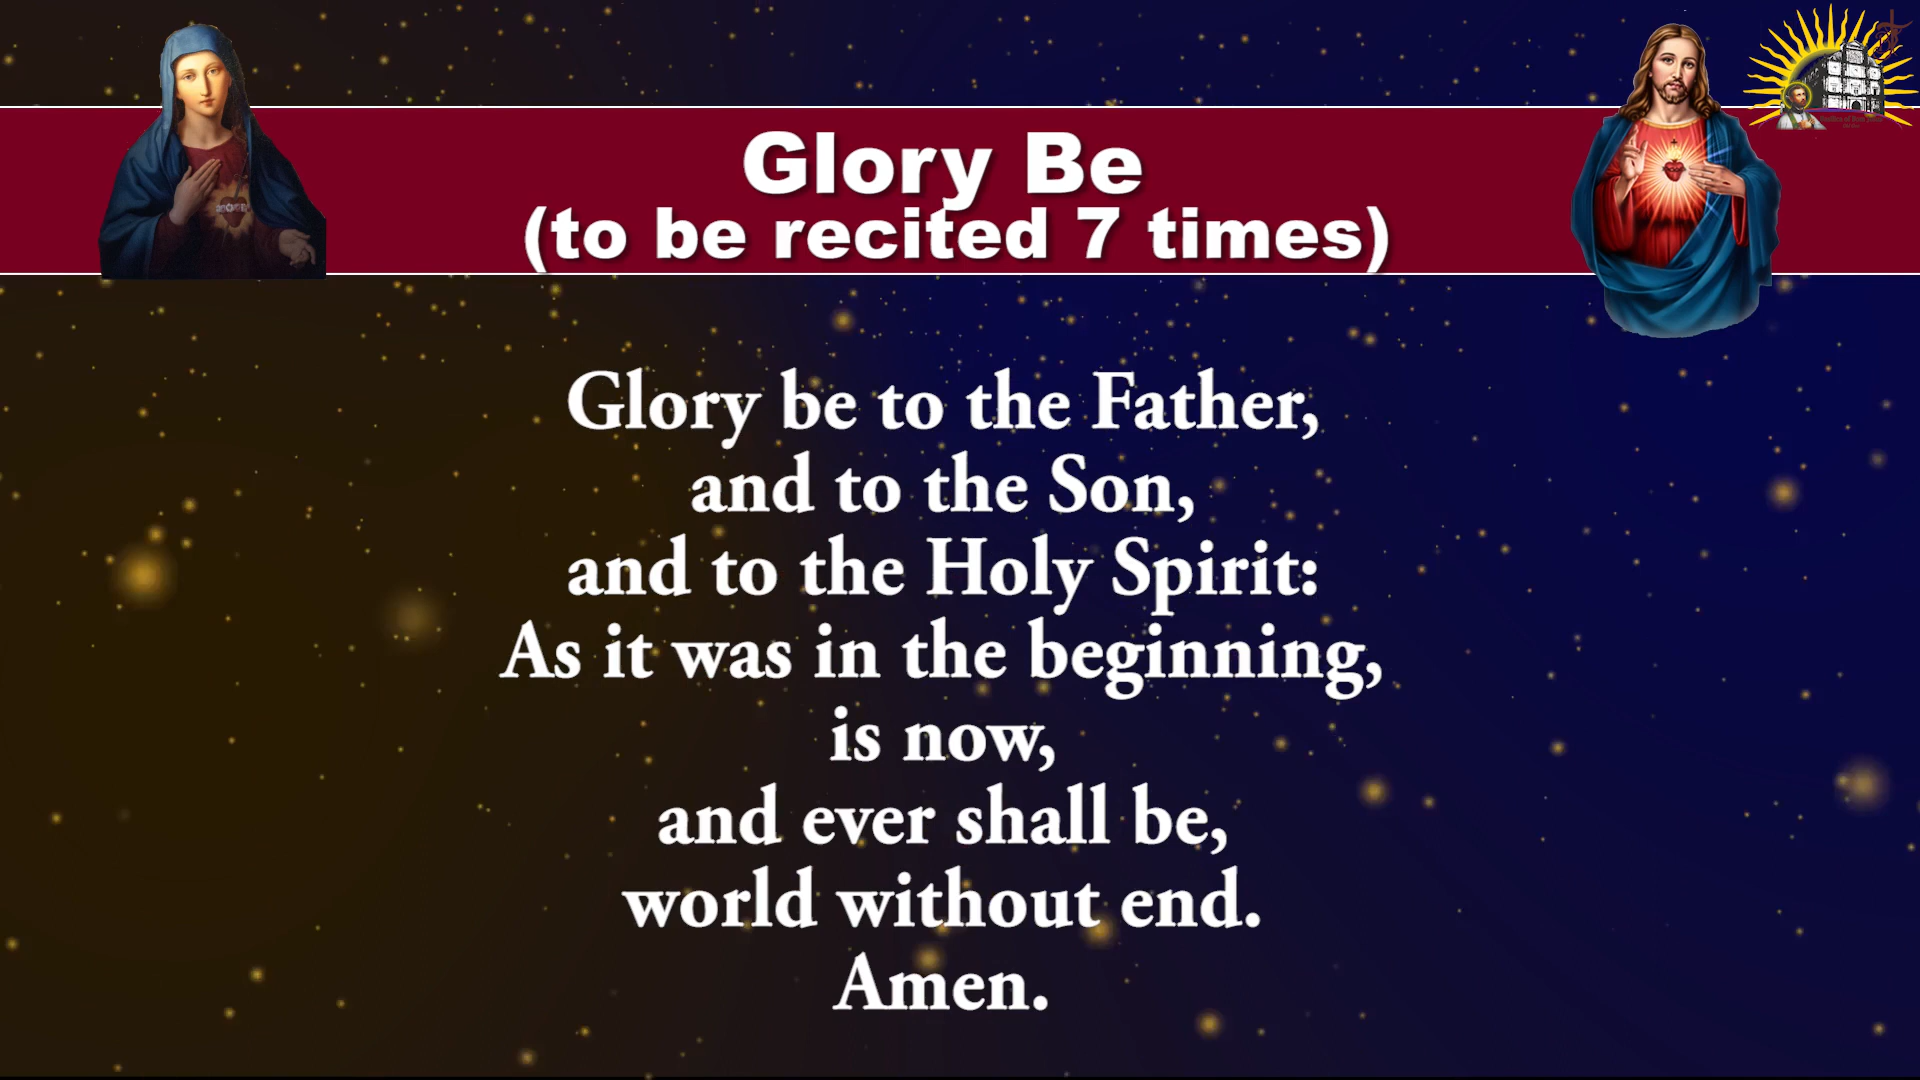 Glory Be
(to be recited 7 times)
Glory be to the Father,
and to the Son,
and to the Holy Spirit:
As it was in the beginning,
is now,
and ever shall be,
world without end.
Amen.